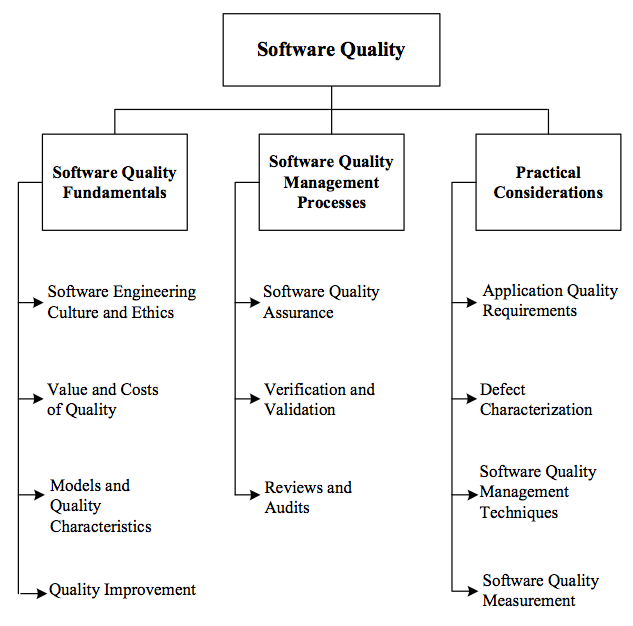 Software Quality
Software Quality
Fundamentals
Software Engineering
Culture and Ethics
Value and Costs
of Quality
Models and
Quality
Characteristics
Quality Improvement
Software Quality
Management
Processes
Software Quality
Assurance
Verification and
Validation
Reviews and
Audits
Practical
Considerations
Application Quality
Requirements
Defect
Characterization
Software Quality
Management
Techniques
Software Quality
Measurement